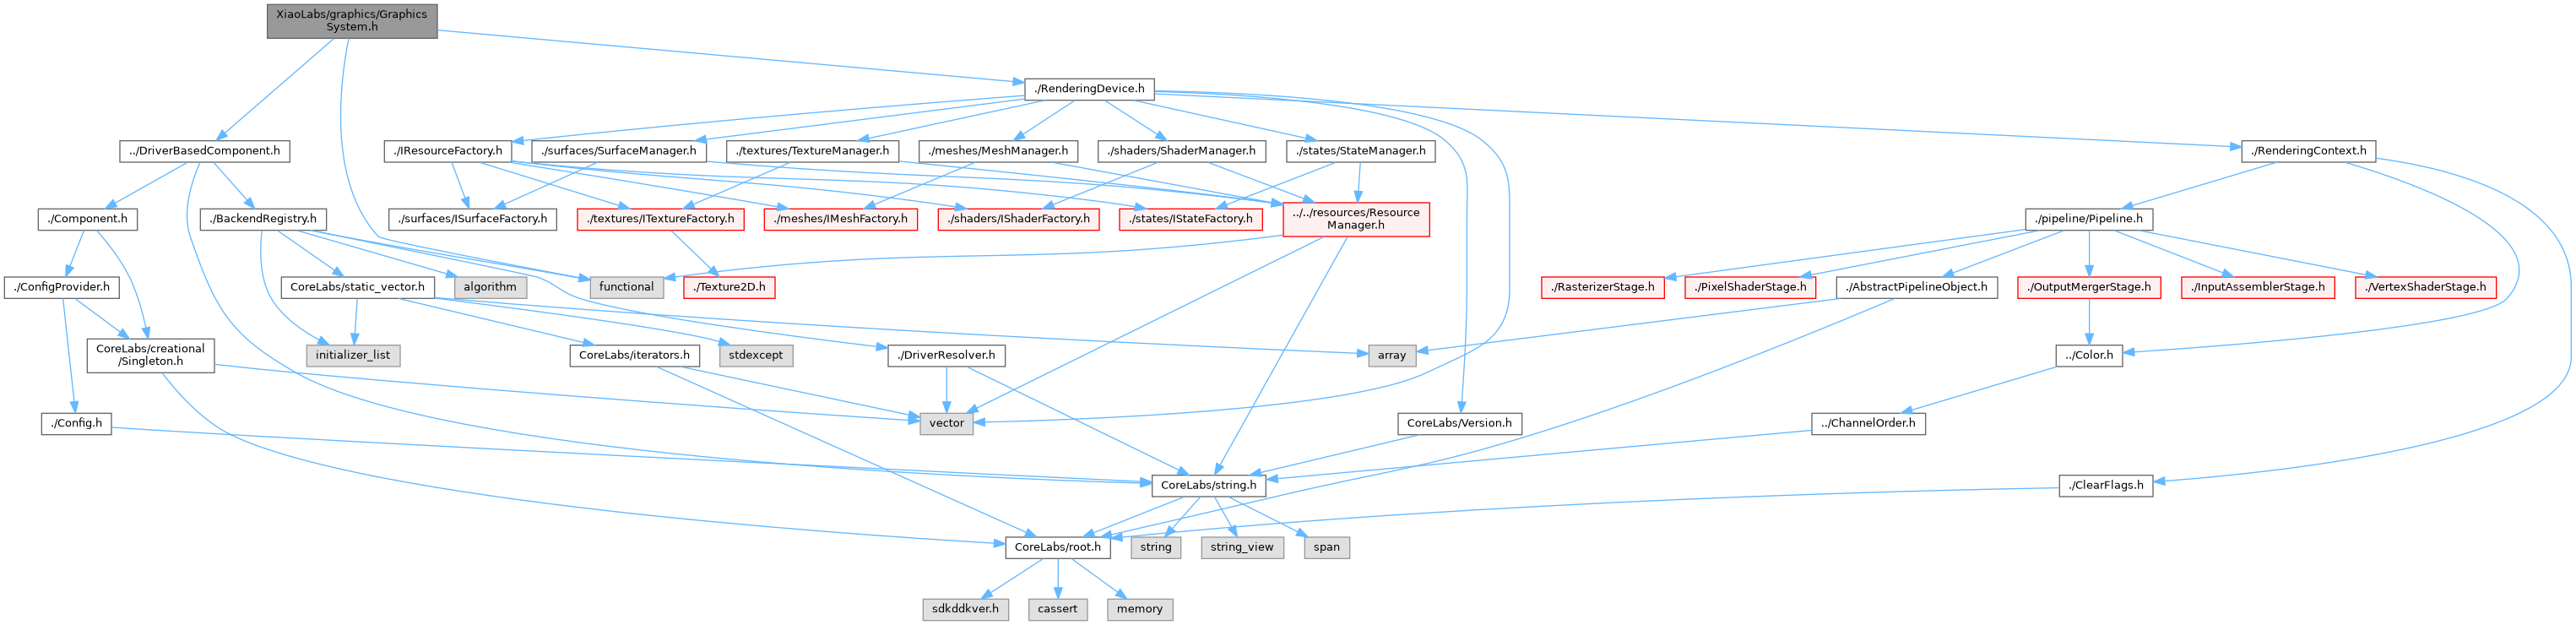 XiaoLabs/graphics/Graphics
System.h
./RenderingDevice.h
../DriverBasedComponent.h
./IResourceFactory.h
./surfaces/SurfaceManager.h
./textures/TextureManager.h
./meshes/MeshManager.h
./shaders/ShaderManager.h
./states/StateManager.h
./RenderingContext.h
./Component.h
./BackendRegistry.h
./surfaces/ISurfaceFactory.h
./textures/ITextureFactory.h
./meshes/IMeshFactory.h
./shaders/IShaderFactory.h
./states/IStateFactory.h
../../resources/Resource
Manager.h
./pipeline/Pipeline.h
./ConfigProvider.h
CoreLabs/static_vector.h
algorithm
functional
./Texture2D.h
./RasterizerStage.h
./PixelShaderStage.h
./AbstractPipelineObject.h
./OutputMergerStage.h
./InputAssemblerStage.h
./VertexShaderStage.h
CoreLabs/creational
/Singleton.h
initializer_list
CoreLabs/iterators.h
stdexcept
./DriverResolver.h
array
../Color.h
./Config.h
vector
CoreLabs/Version.h
../ChannelOrder.h
CoreLabs/string.h
./ClearFlags.h
CoreLabs/root.h
string
string_view
span
sdkddkver.h
cassert
memory